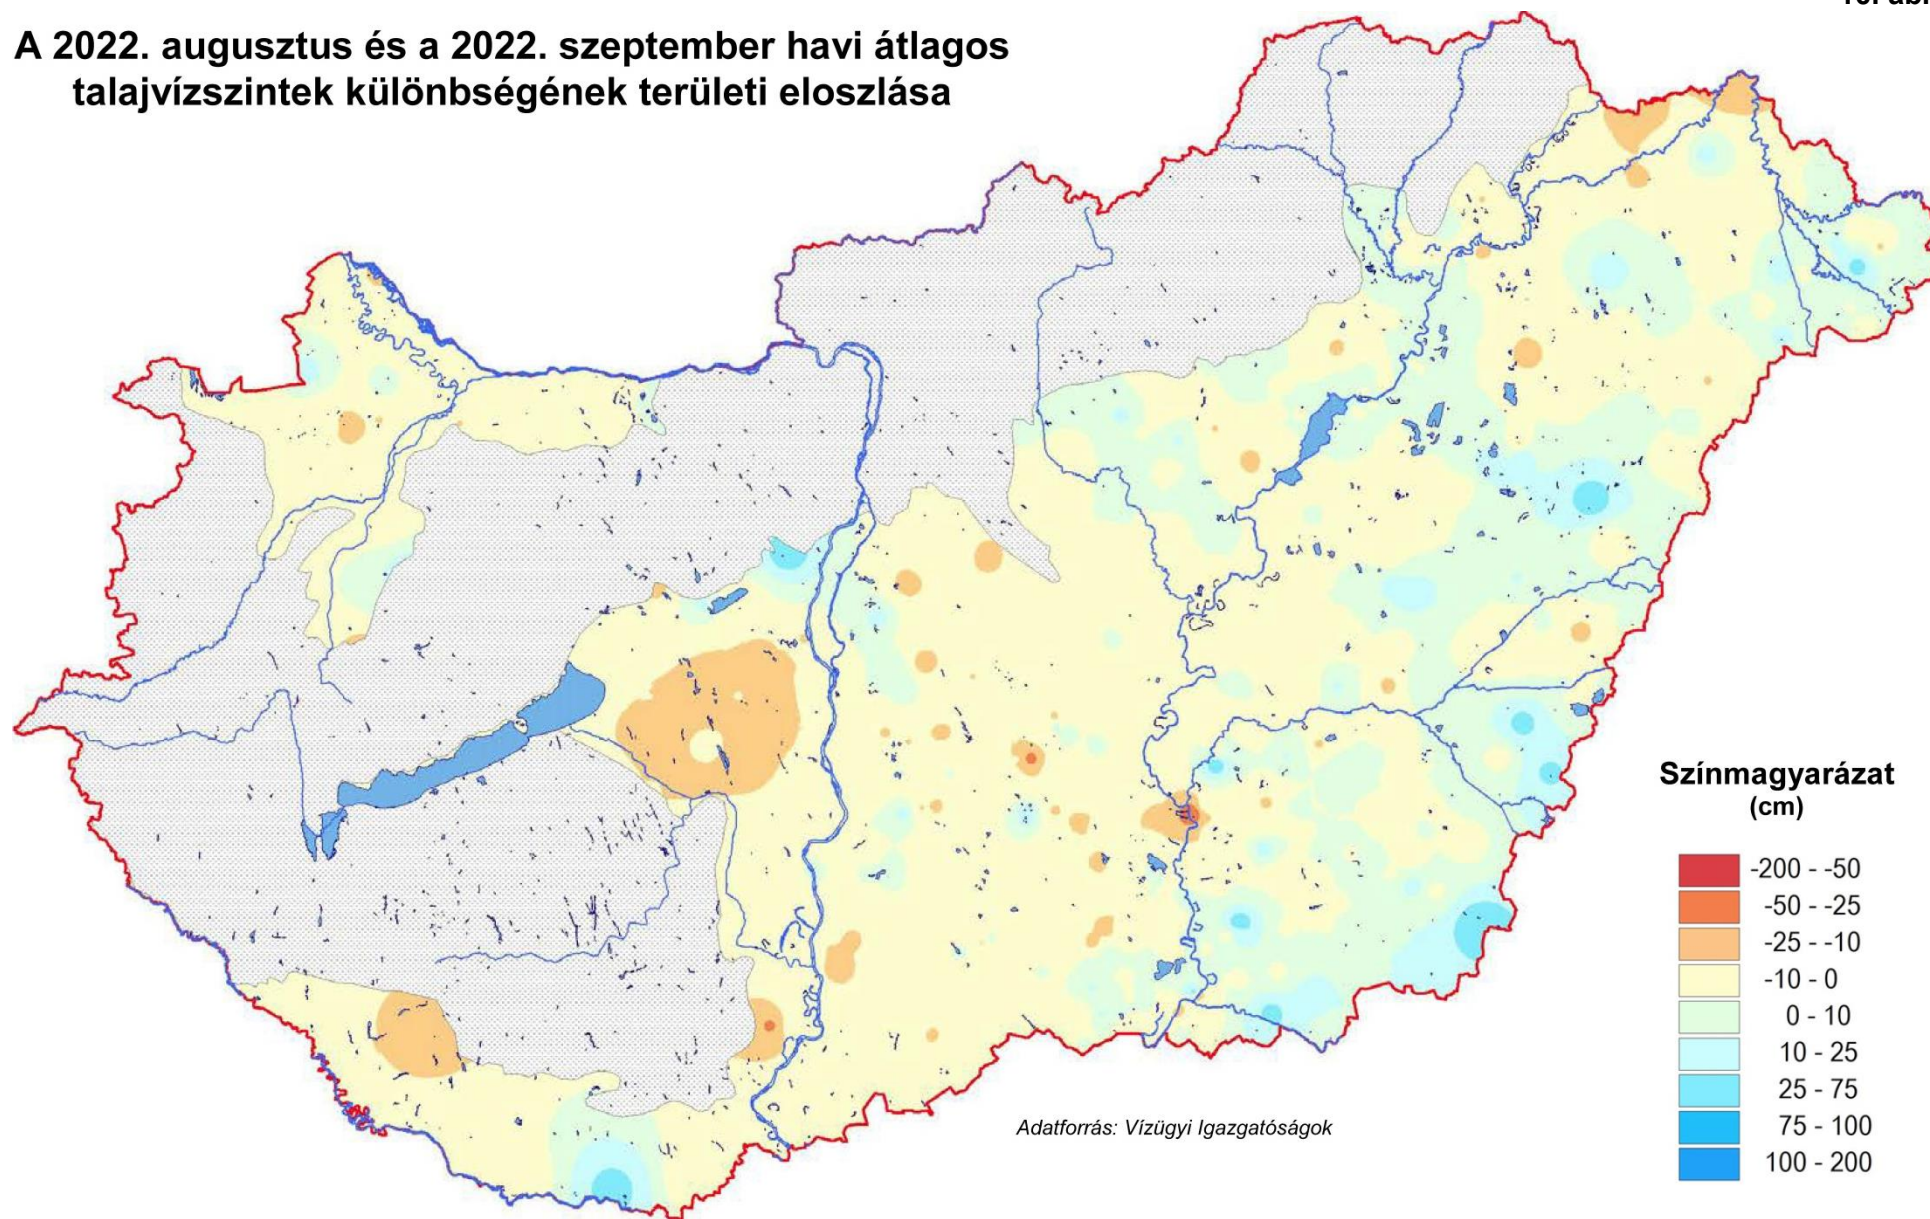 A 2022. augusztus és a 2022. szeptember havi átlagos
talajvízszintek különbségének területi eloszlása
Színmagyarázat
(cm)
-200 - -50
-50 - -25
-25 - -10
-10 - 0
0 - 10
10 - 25
25 - 75
75 - 100
100 - 200
Adatforrás: Vízügyi Igazgatóságok